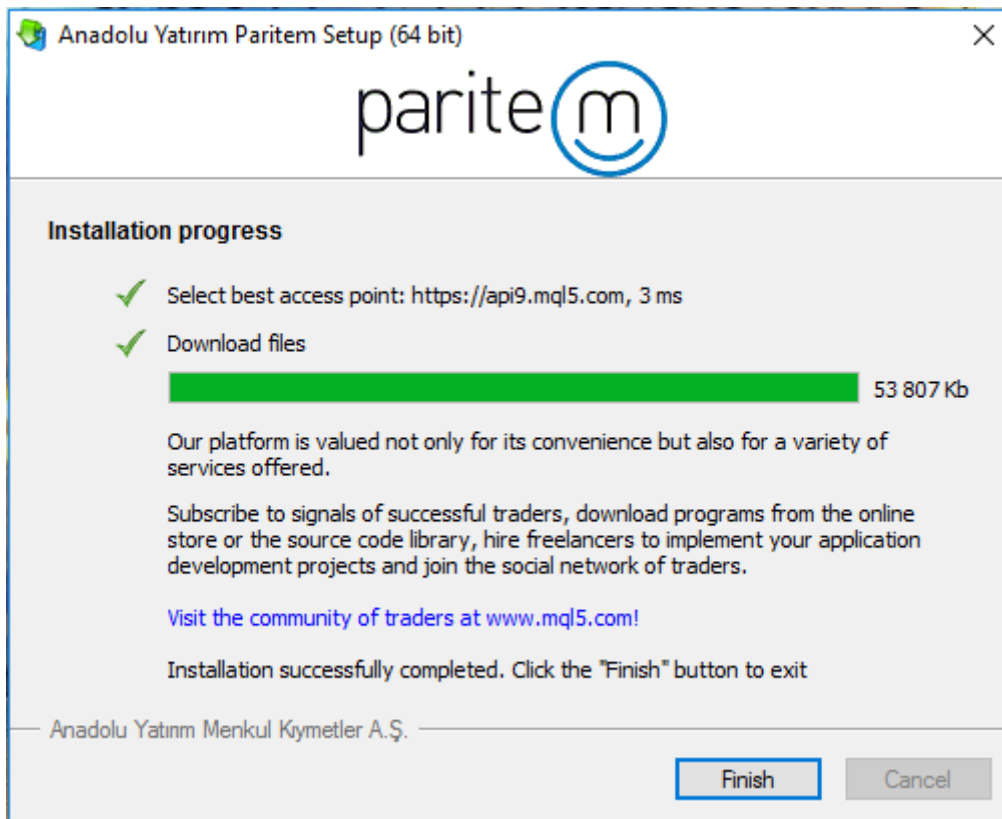 Anadolu Yatırım Paritem Setup (64 bit)
paritem
Installation progress
Select best access point: https://api9.mql5.com, 3 ms
Download files
53 807 Kb
Our platform is valued not only for its convenience but also for a variety of
services offered.
Subscribe to signals of successful traders, download programs from the online
store or the source code library, hire freelancers to implement your application
development projects and join the social network of traders.
Visit the community of traders at www.mql5.com!
Installation successfully completed. Click the "Finish" button to exit
Anadolu Yatırım Menkul Kıymetler A.Ş.
Finish
Cancel